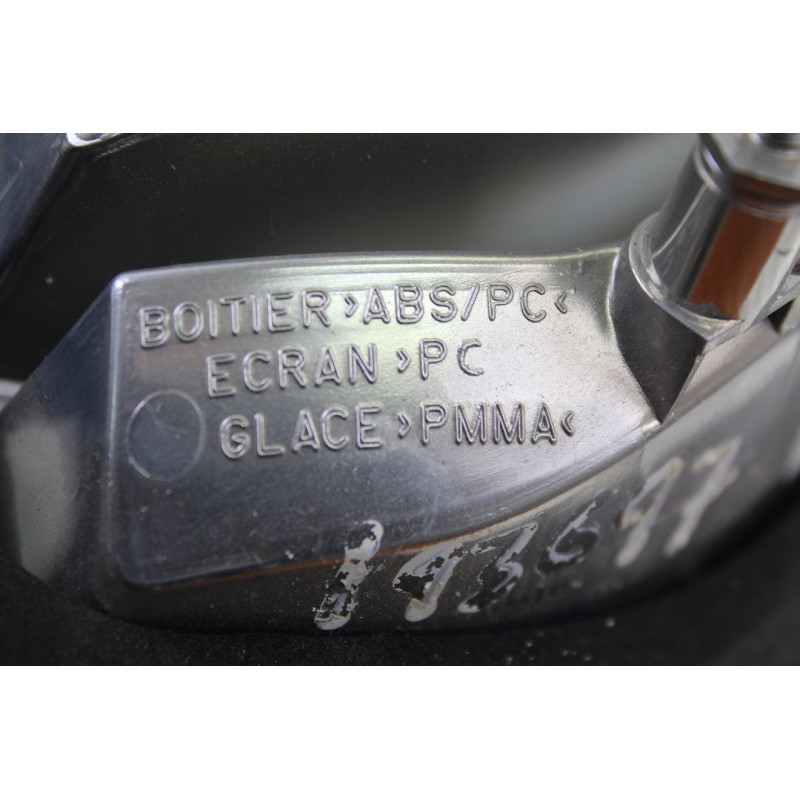 BOITIER >ABS/PC<
ECRAN >PC
GLACE >PMMA<